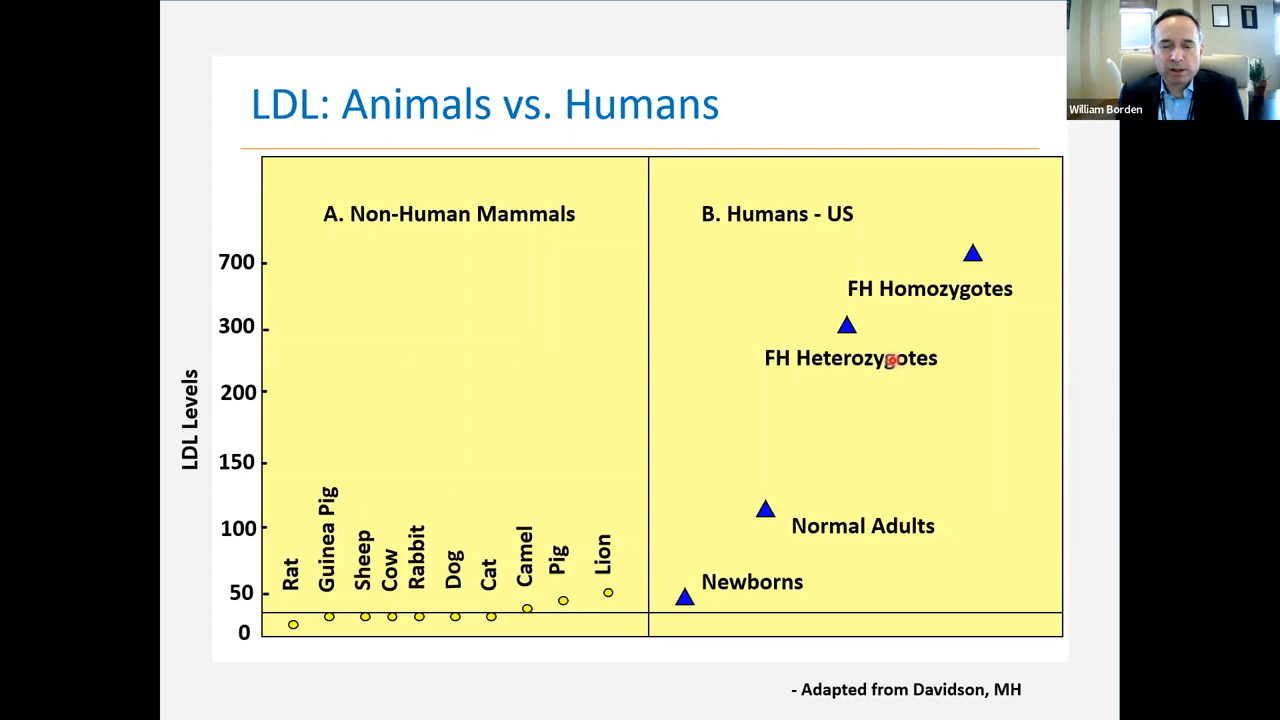 William Borden
LDL: Animals vs. Humans
A. Non-Human Mammals
B. Humans - US
700
FH Homozygotes
300
FH Heterozygotes
200
LDL Levels
150
100
50
0
Rat
Guinea Pig
Sheep
Cow
Rabbit
Dog
Cat
Camel
Pig
Lion
Normal Adults
Newborns
- Adapted from Davidson, MH